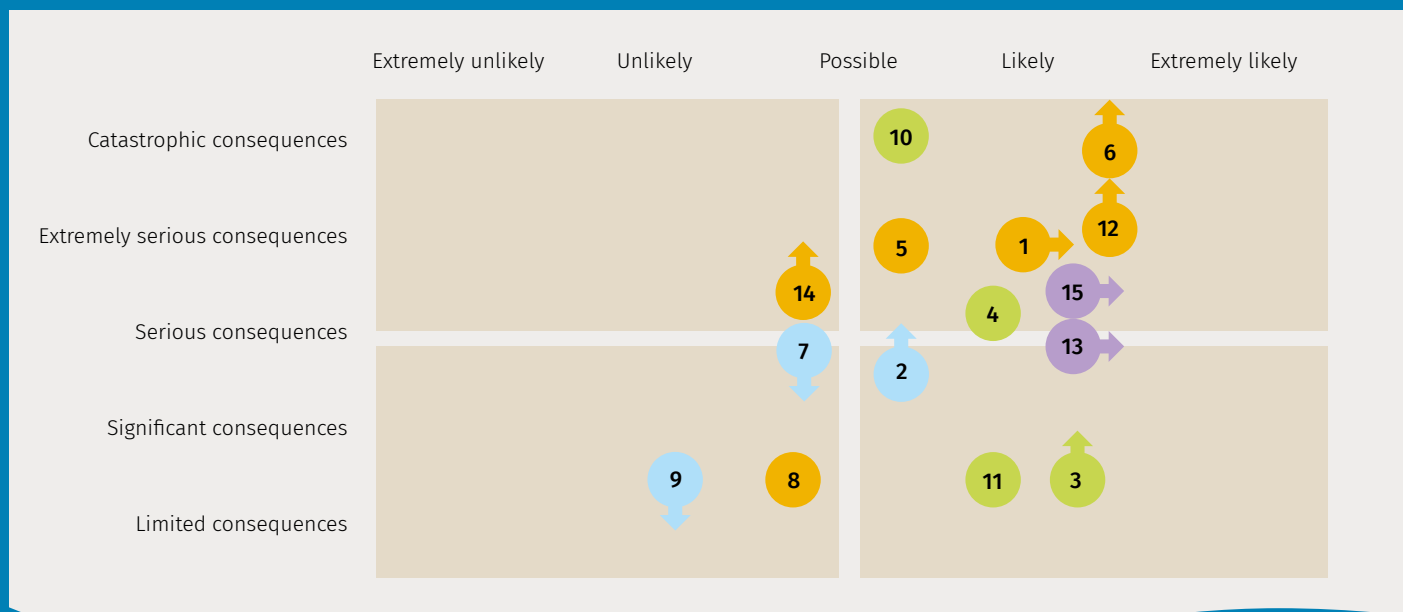 Extremely unlikely Unlikely Possible Likely Extremely likely
Catastrophic consequences
10
6
Extremely serious consequences
5
1
12
14
15
4
Serious consequences
7
13
2
Significant consequences
9
8
11
3
Limited consequences